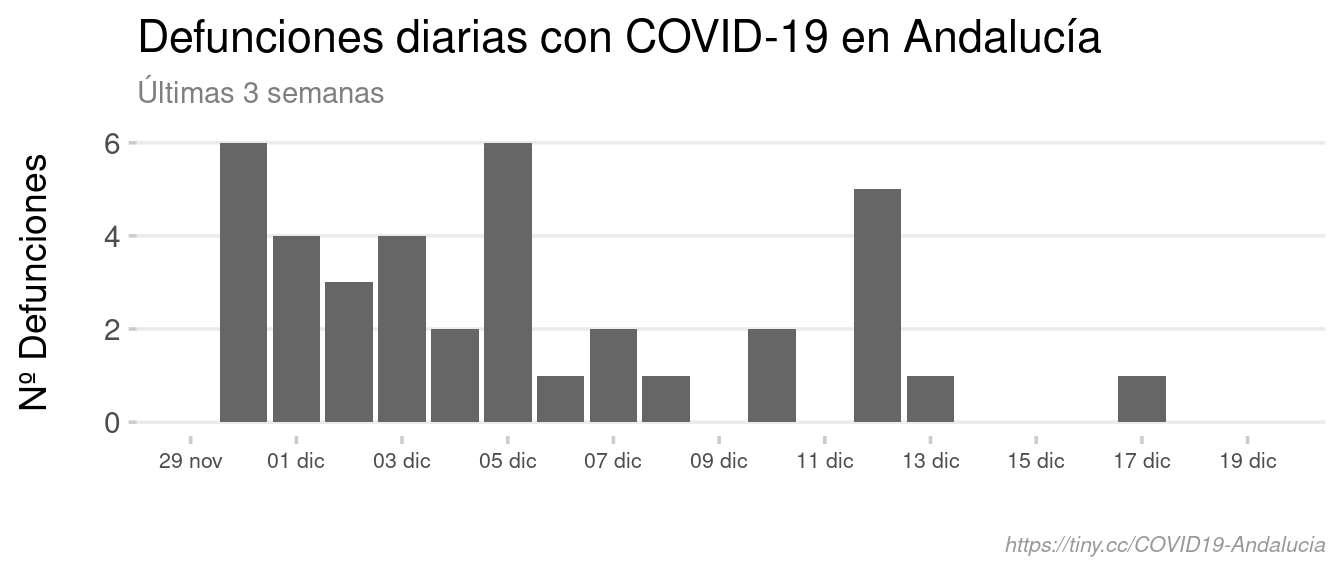 Defunciones diarias con COVID-19 en Andalucía
Últimas 3 semanas
Nº Defunciones
6
4
2
0
29 nov 01 dic 03 dic 05 dic 07 dic 09 dic 11 dic 13 dic 15 dic 17 dic 19 dic
https://tiny.cc/COVID19-Andalucia